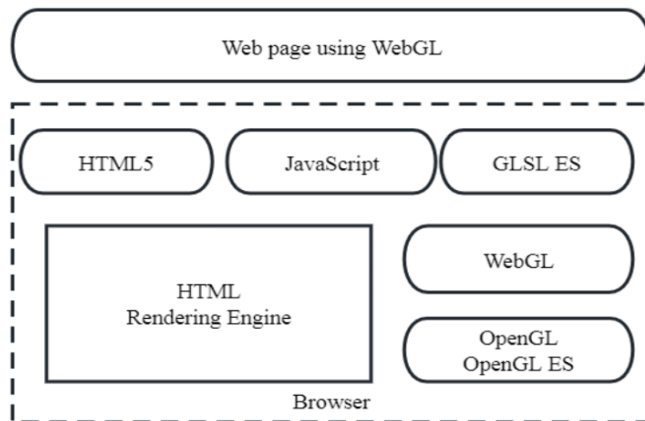 Web page using WebGL
HTML5
JavaScript
GLSL ES
HTML
Rendering Engine
WebGL
OpenGL
OpenGL ES
Browser